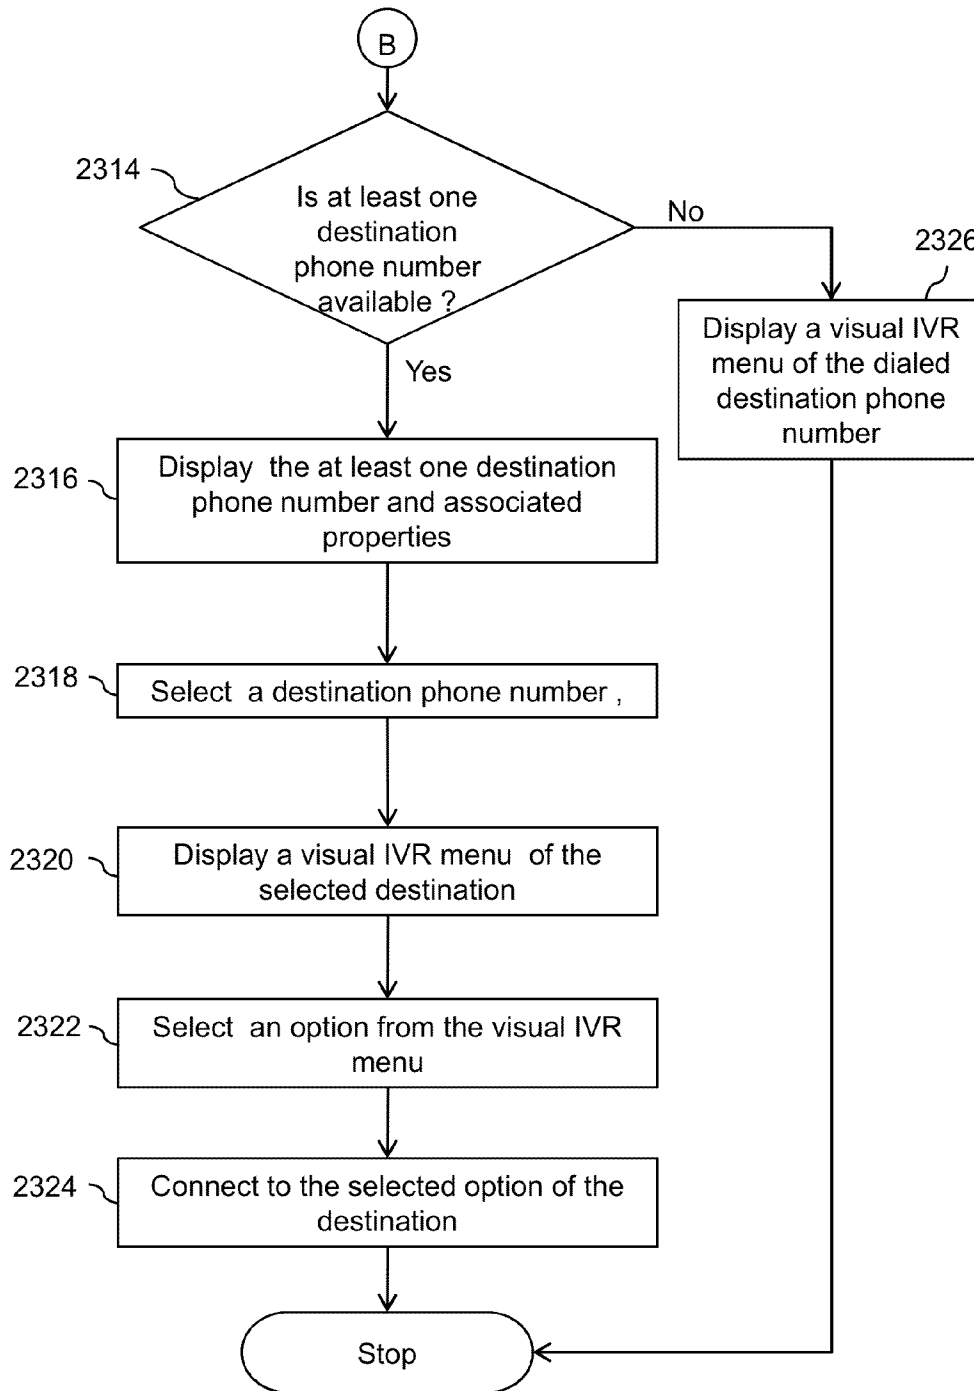 B
2314
Is at least one
destination
phone number
available ?
No
2326
Display a visual IVR
menu of the dialed
destination phone
number
Yes
2316
Display the at least one destination
phone number and associated
properties
2318
Select a destination phone number ,
2320
Display a visual IVR menu of the
selected destination
2322
Select an option from the visual IVR
menu
2324
Connect to the selected option of the
destination
Stop